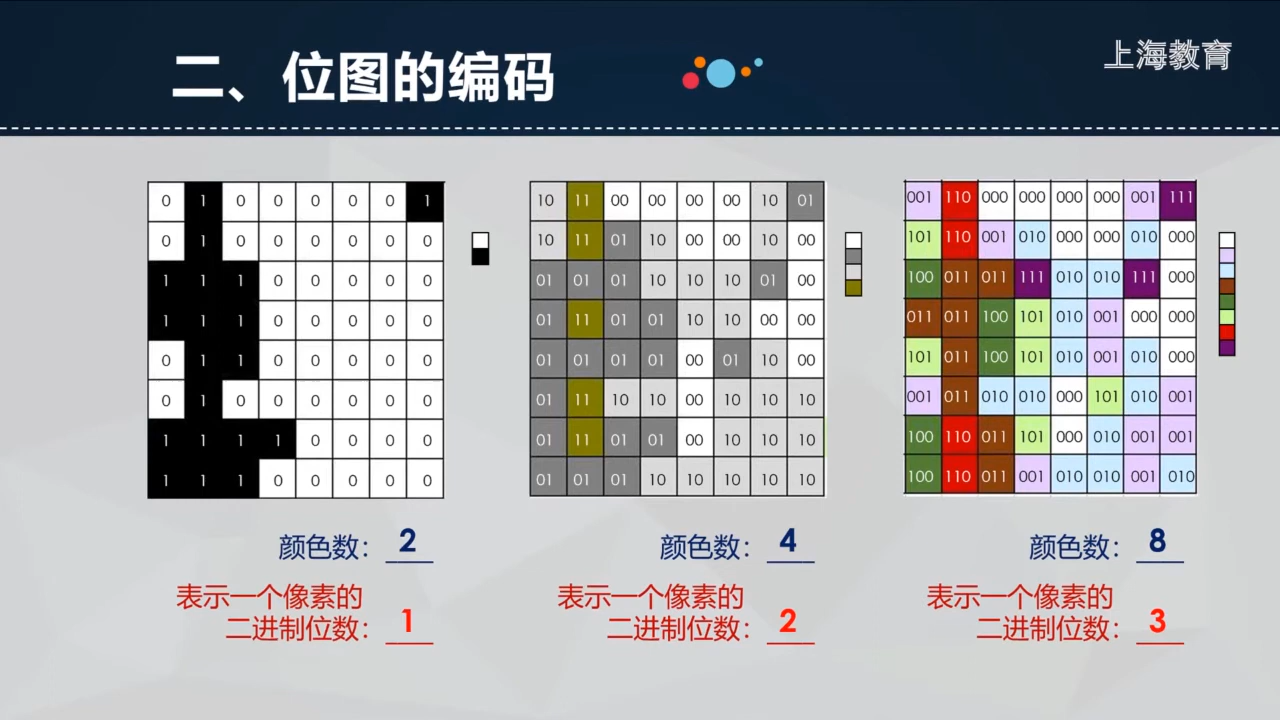 二、位图的编码
上海教育
0 1 0 0 0 0 0 1
0 1 0 0 0 0 0 0
1 1 1 0 0 0 0 0
1 1 1 0 0 0 0 0
0 1 1 0 0 0 0 0
0 1 0 0 0 0 0 0
1 1 1 1 0 0 0 0
1 1 1 0 0 0 0 0
颜色数: 2
表示一个像素的
二进制位数: 1
10 11 00 00 00 00 10 01
10 11 01 10 00 00 10 00
01 01 01 10 10 10 01 00
01 11 01 01 10 10 00 00
01 01 01 01 00 01 10 00
01 11 10 10 00 10 10 10
01 11 01 01 00 10 10 10
01 01 01 10 10 10 10 10
颜色数: 4
表示一个像素的
二进制位数: 2
001 110 000 000 000 000 001 111
101 110 001 010 000 000 010 000
100 011 011 111 010 010 111 000
011 011 100 101 010 001 000 000
101 011 100 101 010 001 010 000
001 011 010 010 000 101 010 001
100 110 011 101 000 010 001 001
100 110 011 001 010 010 001 010
颜色数: 8
表示一个像素的
二进制位数: 3